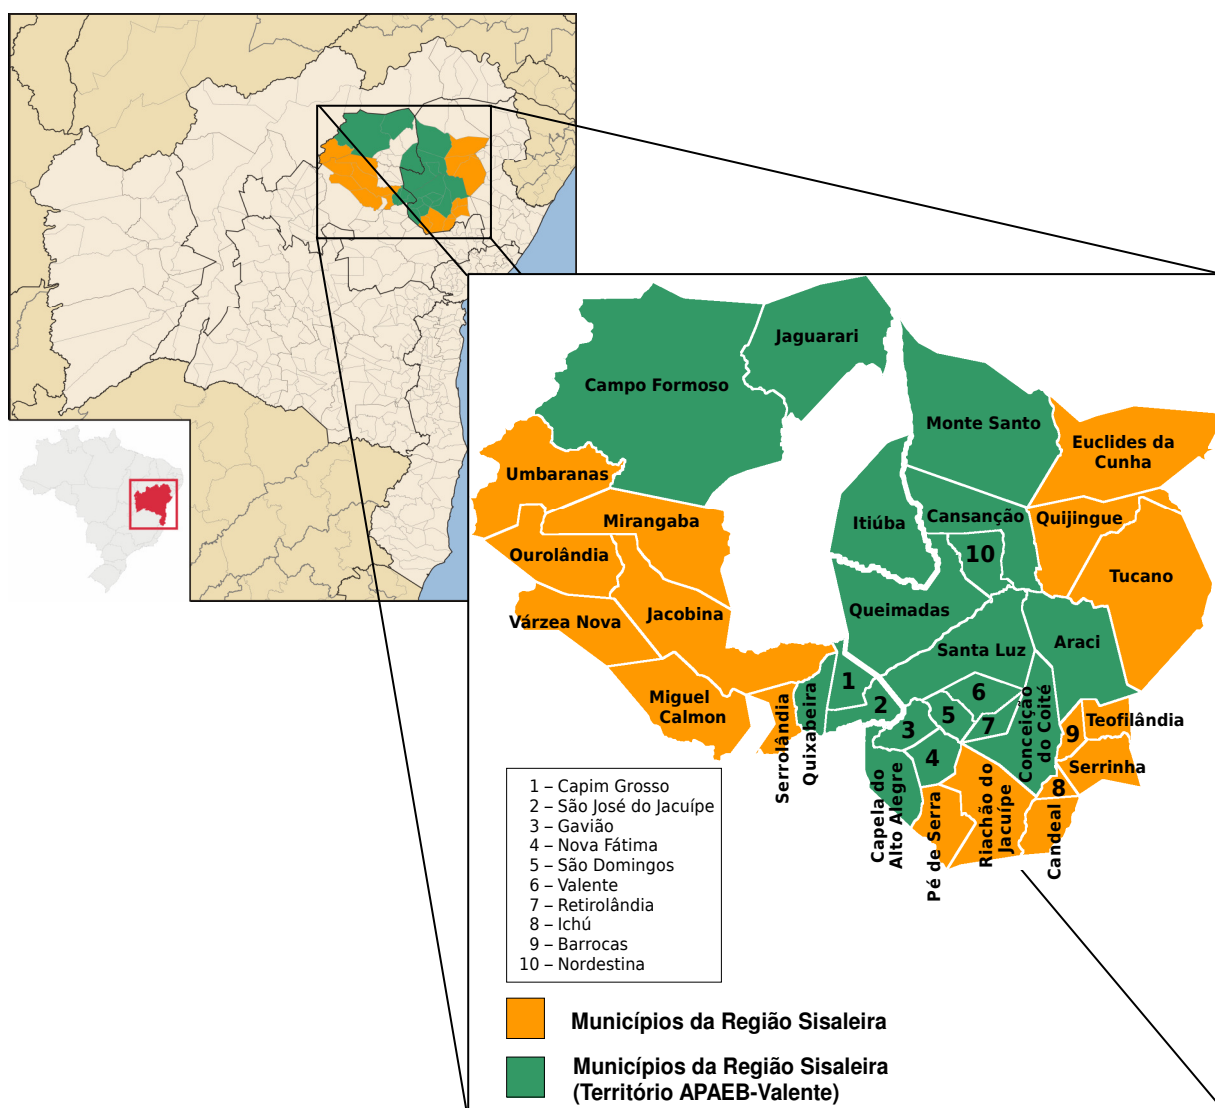 Jaguarari
Campo Formoso
Monte Santo
Euclides da
Cunha
Umbaranas
Mirangaba
Itiúba
Cansanção
Quijingue
Ourolândia
10
Tucano
Várzea Nova
Jacobina
Queimadas
Santa Luz
Araci
Miguel
Calmon
Serrolândia
Quixabeira
1
2
3
4
5
6
7
Conceição
do Coité
Teofilândia
9
Serrinha
8
Capela do
Alto Alegre
Pé de Serra
Riachão do
Jacuípe
Candeal
1 – Capim Grosso
2 – São José do Jacuípe
3 – Gavião
4 – Nova Fátima
5 – São Domingos
6 – Valente
7 – Retirolândia
8 – Ichú
9 – Barrocas
10 – Nordestina
Municípios da Região Sisaleira
Municípios da Região Sisaleira
(Território APAEB-Valente)